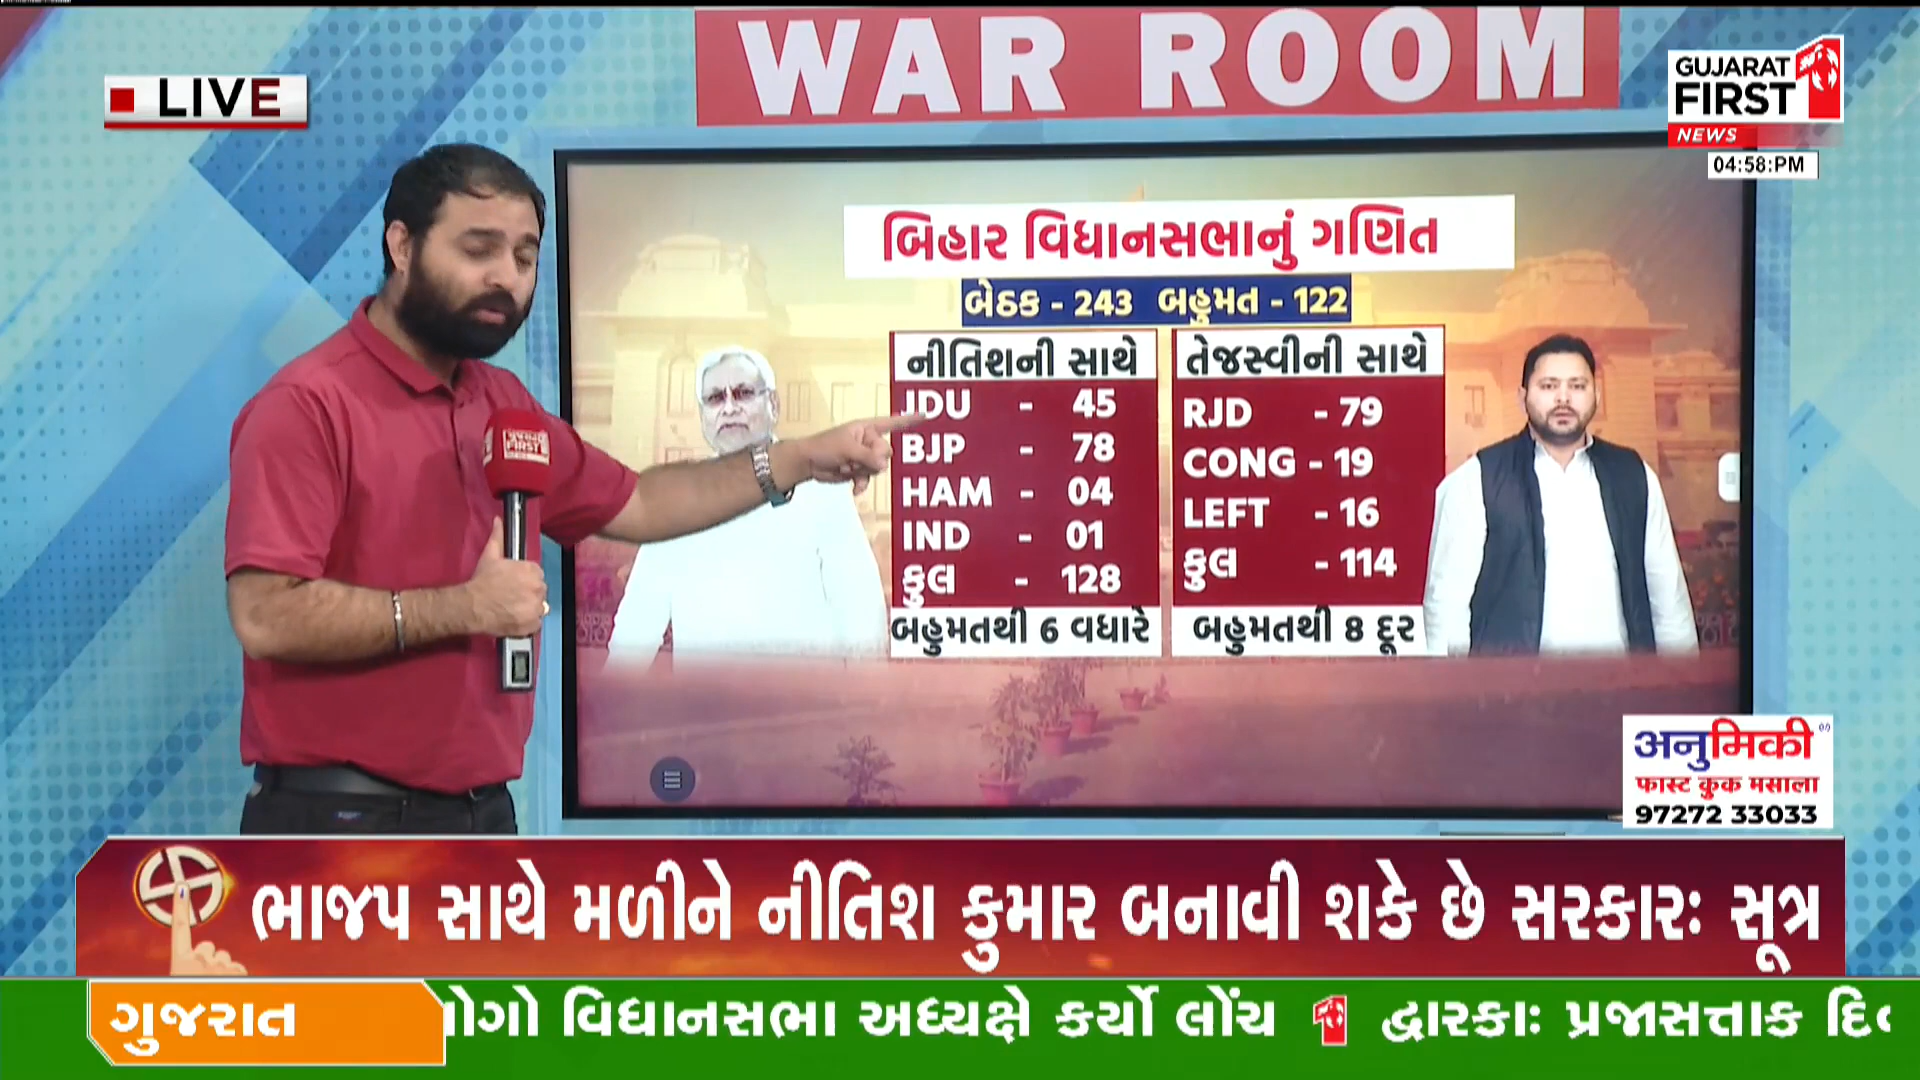 WAR ROOM
LIVE
GUJARAT
FIRST 1
NEWS
04:58:PM
બિહાર વિધાનસભાનું ગણિત
બેઠક - 243 બહુમત - 122
નીતિશની સાથે
JDU - 45
BJP - 78
HAM - 04
IND - 01
કુલ - 128
બહુમતથી 6 વધારે
તેજસ્વીની સાથે
RJD - 79
CONG - 19
LEFT - 16
કુલ - 114
બહુમતથી 8 દૂર
FIRST
अनुमिकी
फास्ट कुक मसाला
97272 33033
ભાજપ સાથે મળીને નીતિશ કુમાર બનાવી શકે છે સરકારઃ સૂત્ર
ગુજરાત
વિધાનસભા અધ્યક્ષે કર્યો લોંચ 1 દ્વારકાઃ પ્રજાસત્તાક